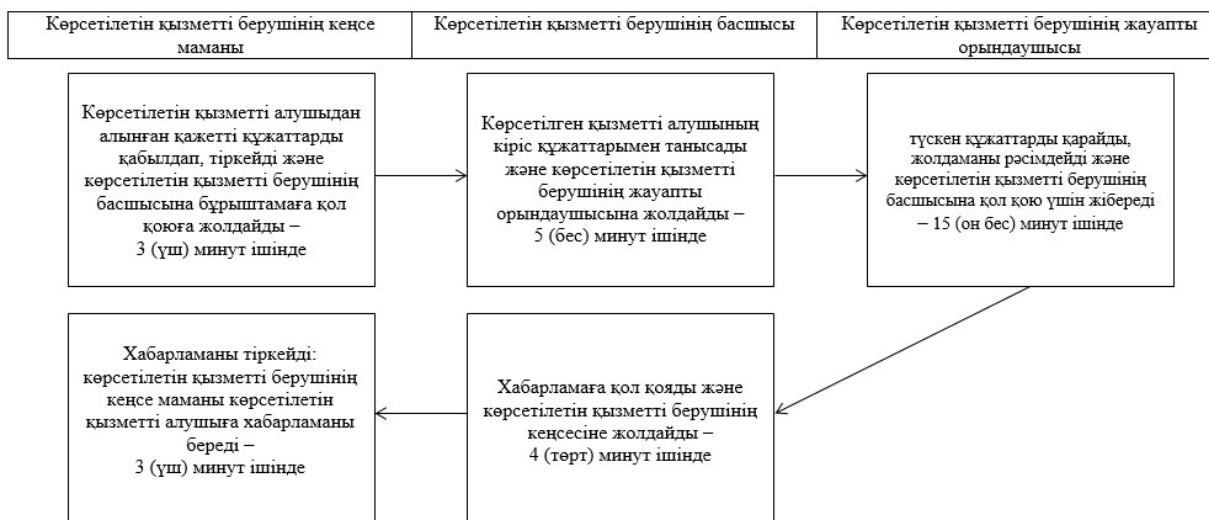 Көрсетілетін қызметті берушінің кеңсе
маманы
Көрсетілетін қызметті берушінің басшысы
Көрсетілетін қызметті берушінің жауапты
орындаушысы
Көрсетілетін қызметті алушыдан
алынған қажетті құжаттарды
қабылдап, тіркейді және
көрсетілетін қызметті берушінің
басшысына бұрыштамаға қол
қоюға жолдайды –
3 (үш) минут ішінде
Көрсетілген қызметті алушының
кіріс құжаттарымен танысады
және көрсетілетін қызметті
берушінің жауапты
орындаушысына жолдайды –
5 (бес) минут ішінде
түскен құжаттарды қарайды,
жолдаманы рәсімдейді және
көрсетілетін қызметті берушінің
басшысына қол қою үшін жібереді
– 15 (он бес) минут ішінде
Хабарламаны тіркейді:
көрсетілетін қызметті берушінің
кеңсе маманы көрсетілетін
қызметті алушыға хабарламаны
береді –
3 (үш) минут ішінде
Хабарламаға қол қояды және
көрсетілетін қызметті берушінің
кеңсесіне жолдайды –
4 (төрт) минут ішінде